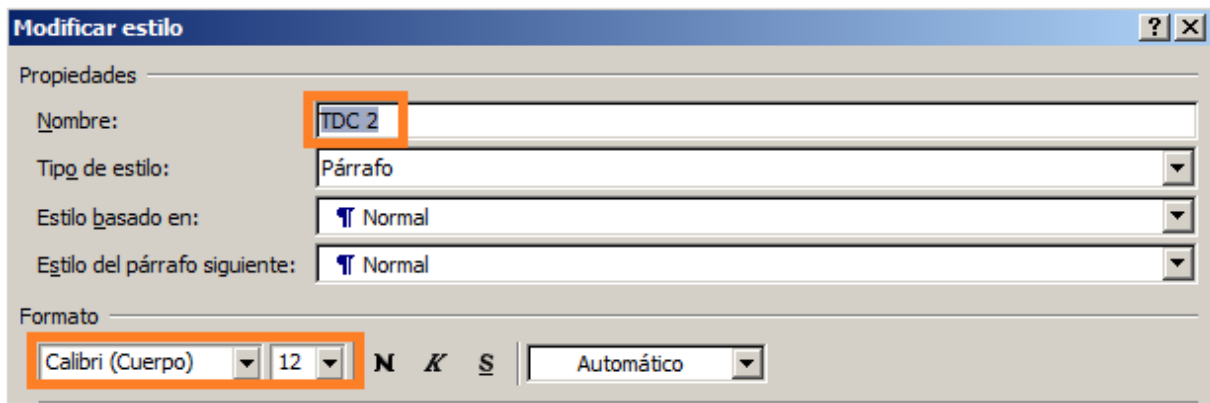 Modificar estilo ? X
Propiedades
Nombre: TDC 2
Tipo de estilo: Párrafo
Estilo basado en: ¶ Normal
Estilo del párrafo siguiente: ¶ Normal
Formato
Calibri (Cuerpo) 12 N K S Automático